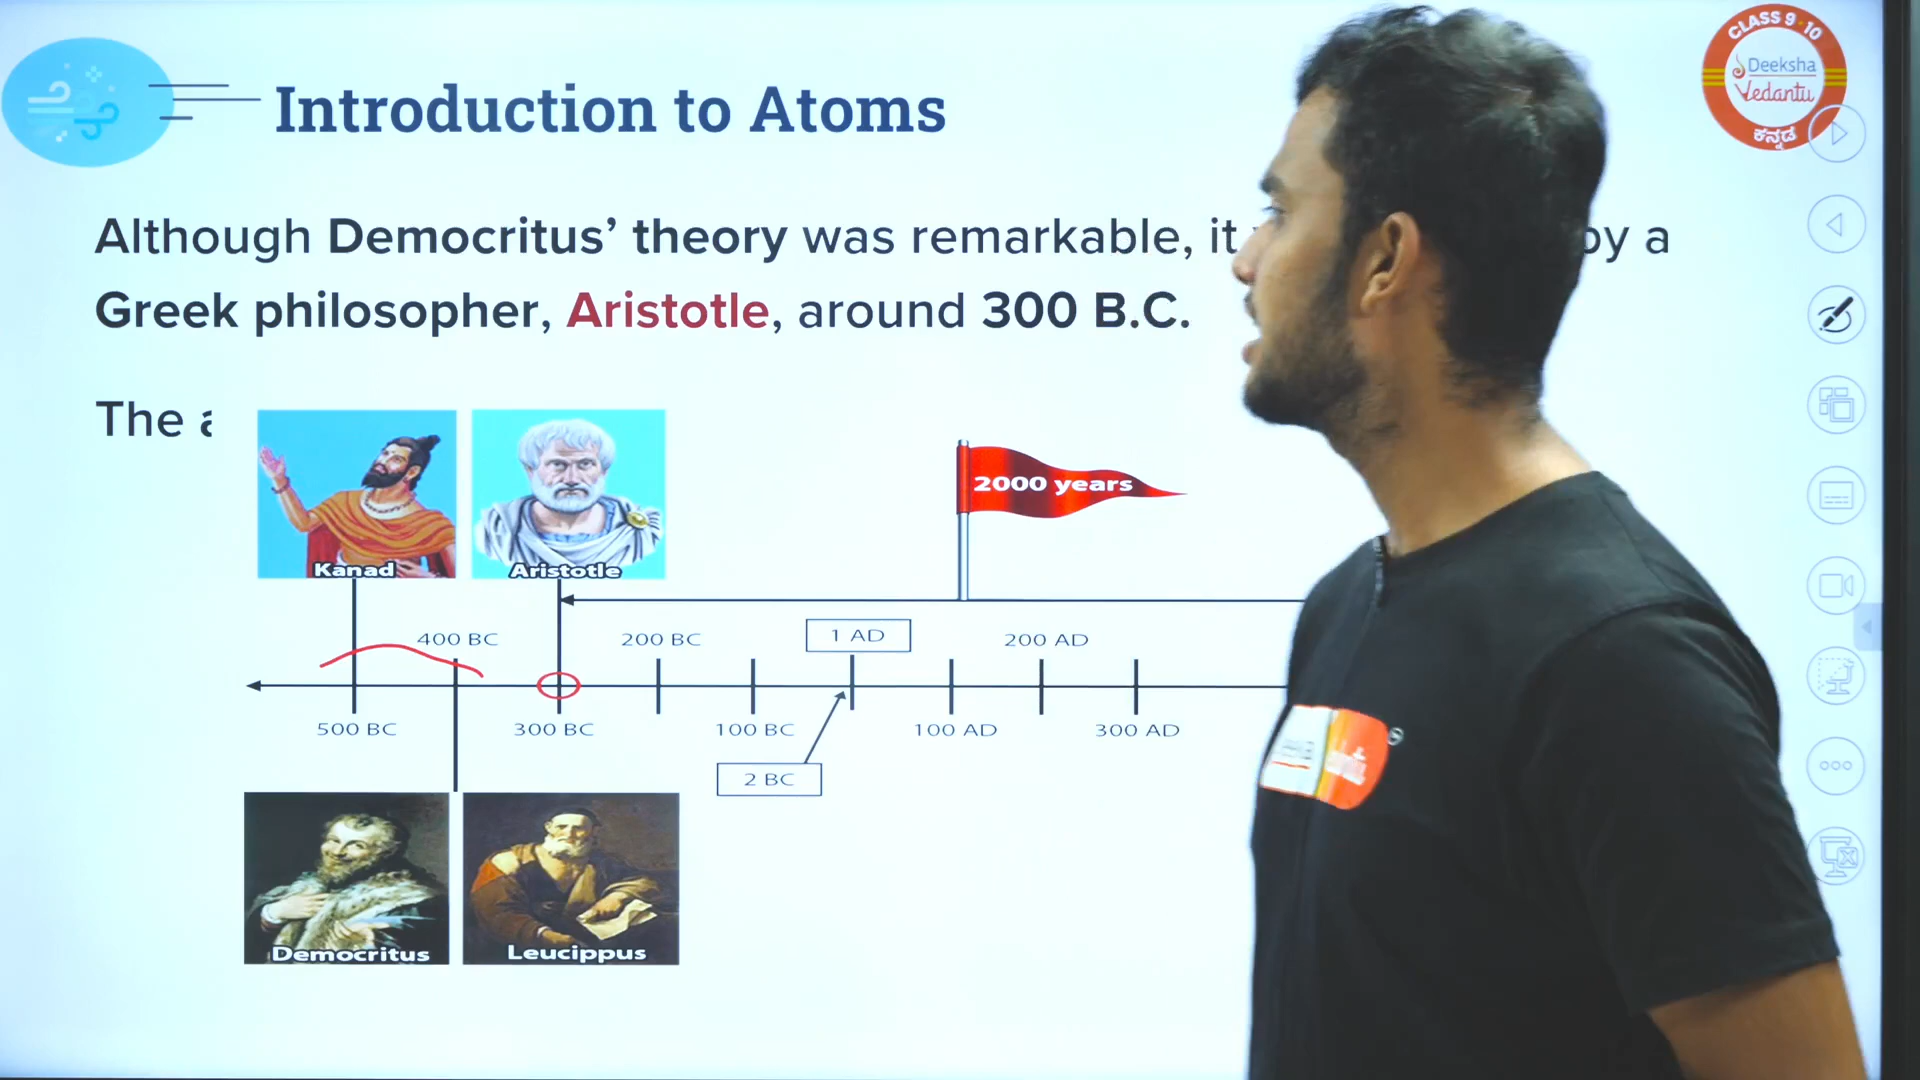 CLASS 9-10
Deeksha
Vedantu
ಕನ್ನಡ
Introduction to Atoms
Although Democritus’ theory was remarkable, it by a
Greek philosopher, Aristotle, around 300 B.C.
The
Kanad
Aristotle
2000 years
400 BC
200 BC
1 AD
200 AD
500 BC
300 BC
100 BC
100 AD
300 AD
2 BC
Democritus
Leucippus